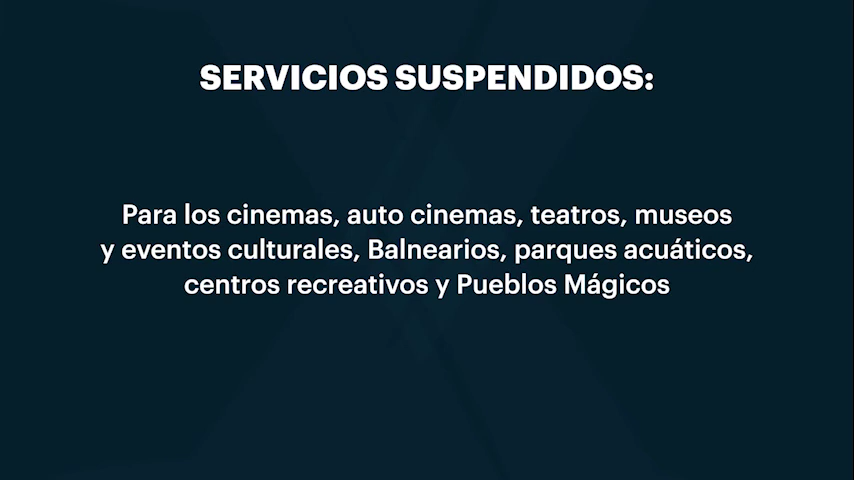 SERVICIOS SUSPENDIDOS:
Para los cinemas, auto cinemas, teatros, museos
y eventos culturales, Balnearios, parques acuáticos,
centros recreativos y Pueblos Mágicos